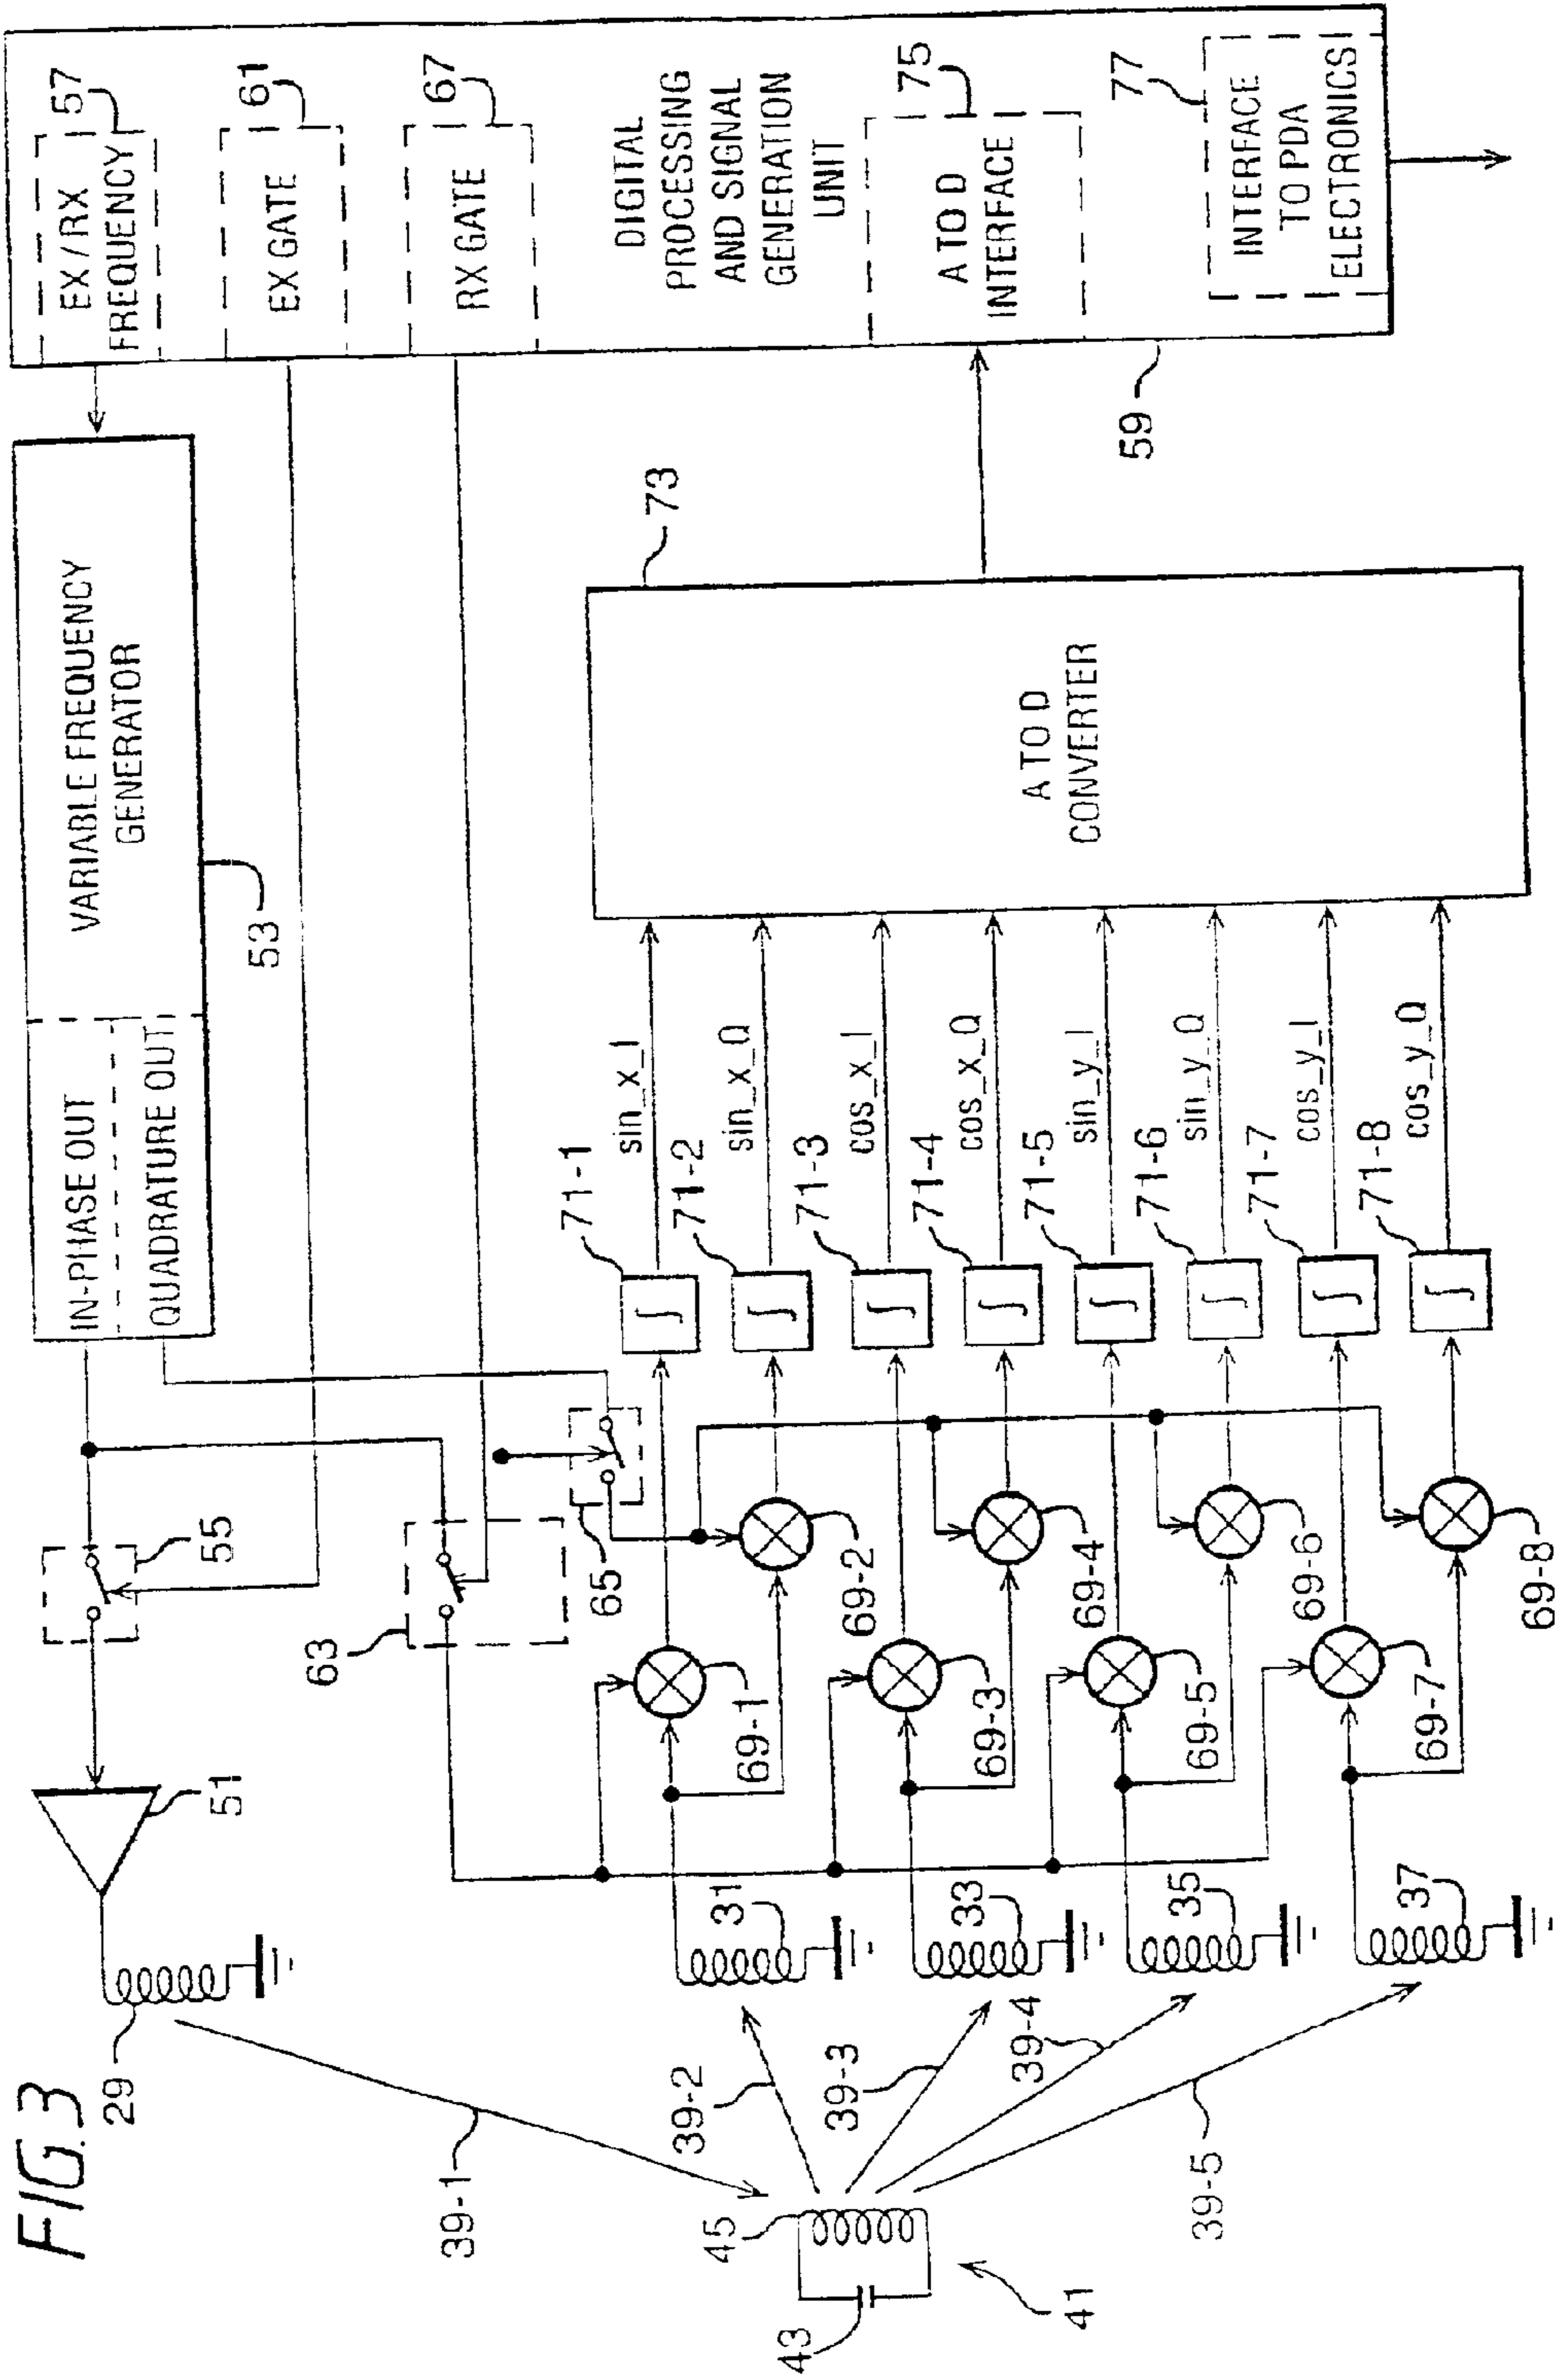 FIG. 3
29
51
55
IN-PHASE OUT
QUADRATURE OUT
VARIABLE FREQUENCY
GENERATOR
53
EX / RX
FREQUENCY
57
EX GATE
61
RX GATE
67
DIGITAL
PROCESSING
AND SIGNAL
GENERATION
UNIT
A TO D
INTERFACE
75
INTERFACE
TO PDA
ELECTRONICS
77
59
39-1
63
65
45
43
41
39-2
39-3
39-4
39-5
31
33
35
37
69-1
69-2
69-3
69-4
69-5
69-6
69-7
69-8
71-1
71-2
71-3
71-4
71-5
71-6
71-7
71-8
∫
∫
∫
∫
∫
∫
∫
∫
sin_x_I
sin_x_Q
cos_x_I
cos_x_Q
sin_y_I
sin_y_Q
cos_y_I
cos_y_Q
A TO D
CONVERTER
73